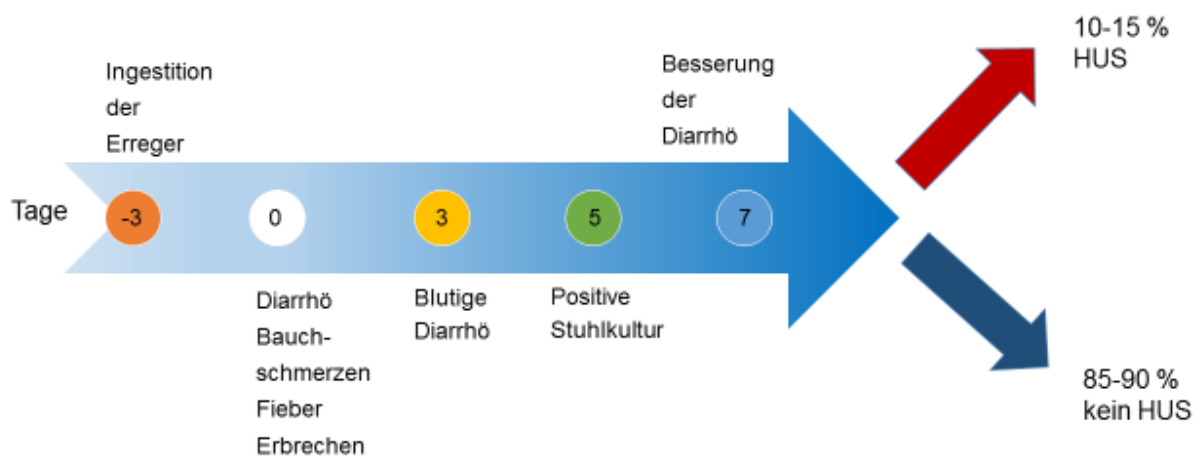 Ingestition
der
Erreger
Besserung
der
Diarrhö
10-15 %
HUS
Tage
-3
0
3
5
7
Diarrhö
Bauch-
schmerzen
Fieber
Erbrechen
Blutige
Diarrhö
Positive
Stuhlkultur
85-90 %
kein HUS